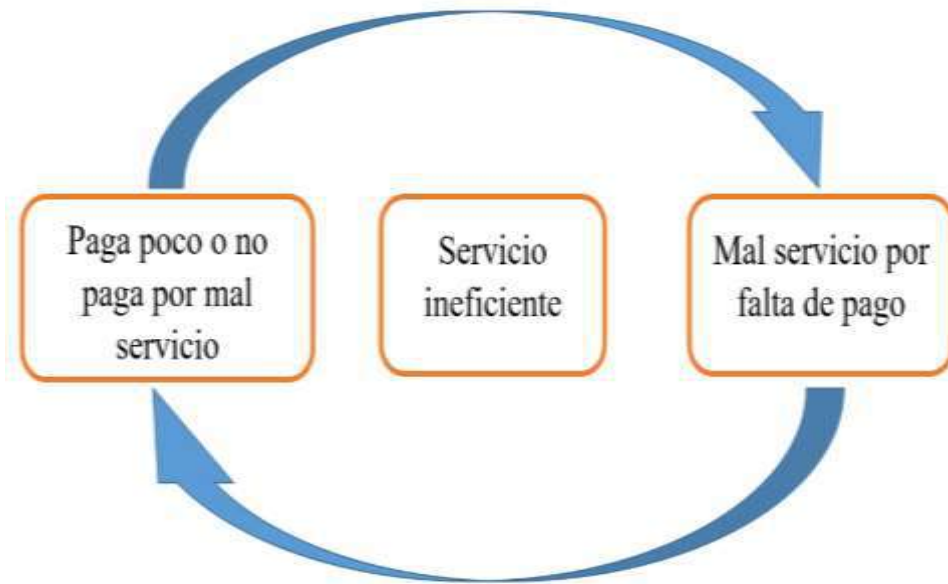 Paga poco o no
paga por mal
servicio
Servicio
ineficiente
Mal servicio por
falta de pago